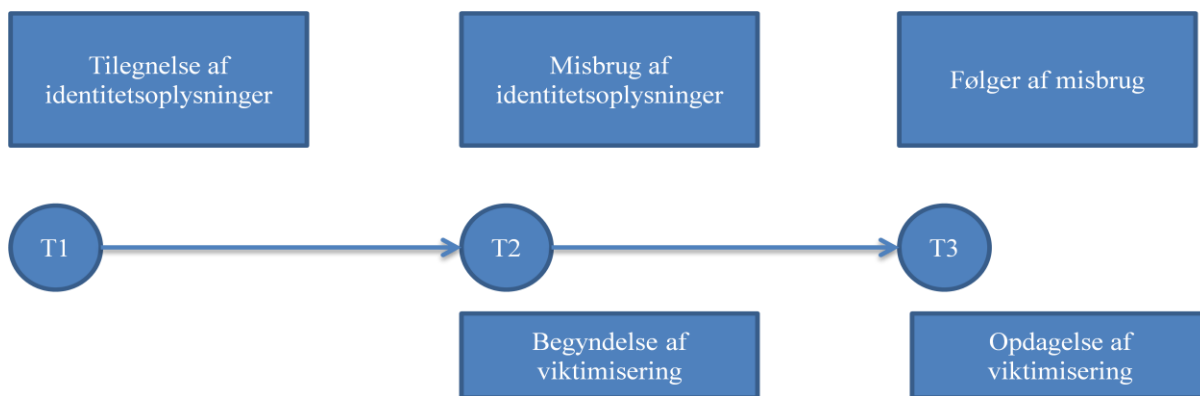 Tilegnelse af
identitetsoplysninger
Misbrug af
identitetsoplysninger
Følger af misbrug
T1
T2
T3
Begyndelse af
viktimisering
Opdagelse af
viktimisering